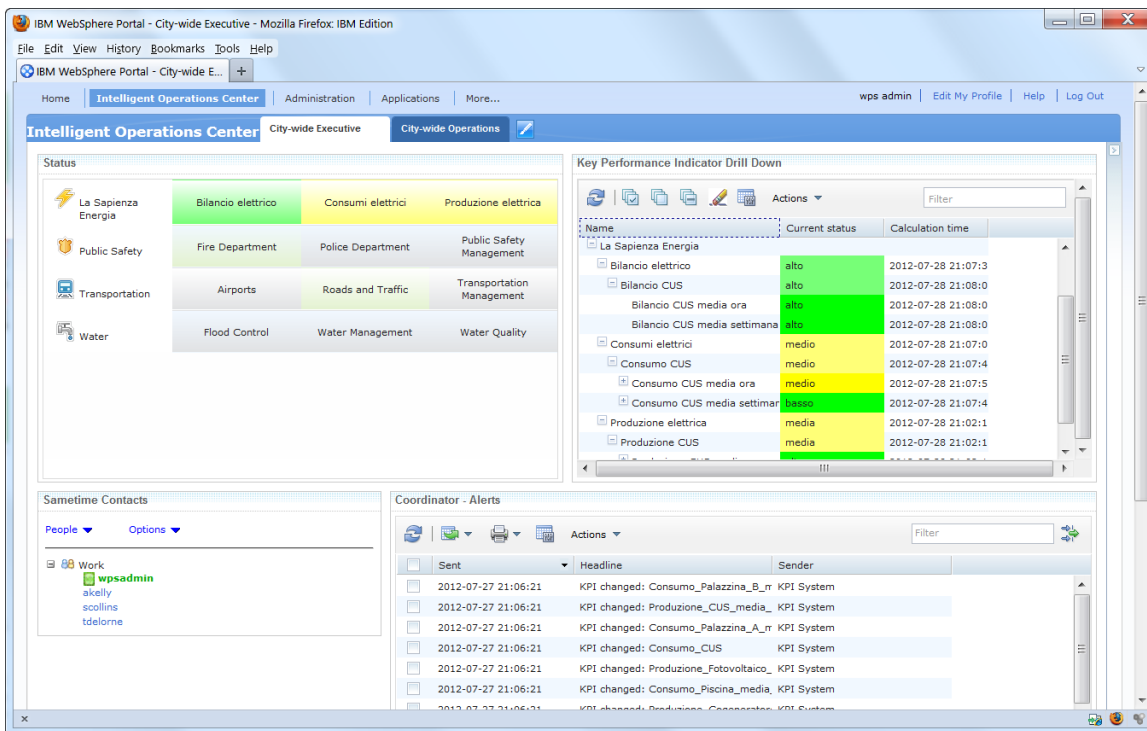 IBM WebSphere Portal - City-wide Executive - Mozilla Firefox: IBM Edition
File Edit View History Bookmarks Tools Help
IBM WebSphere Portal - City-wide E... +
Home Intelligent Operations Center Administration Applications More... wps admin Edit My Profile Help Log Out
Intelligent Operations Center City-wide Executive City-wide Operations
Status
La Sapienza Energia Bilancio elettrico Consumi elettrici Produzione elettrica
Public Safety Fire Department Police Department Public Safety Management
Transportation Airports Roads and Traffic Transportation Management
Water Flood Control Water Management Water Quality
Key Performance Indicator Drill Down
Actions Filter
Name Current status Calculation time
La Sapienza Energia
Bilancio elettrico alto 2012-07-28 21:07:3
Bilancio CUS alto 2012-07-28 21:08:0
Bilancio CUS media ora alto 2012-07-28 21:08:0
Bilancio CUS media settimana alto 2012-07-28 21:08:0
Consumi elettrici medio 2012-07-28 21:07:0
Consumo CUS medio 2012-07-28 21:07:4
Consumo CUS media ora medio 2012-07-28 21:07:5
Consumo CUS media settimar basso 2012-07-28 21:07:4
Produzione elettrica media 2012-07-28 21:02:1
Produzione CUS media 2012-07-28 21:02:1
Sametime Contacts
People Options
Work
wpsadmin
akelly
scollins
tdelorne
Coordinator - Alerts
Actions Filter
Sent Headline Sender
2012-07-27 21:06:21 KPI changed: Consumo_Palazzina_B_m KPI System
2012-07-27 21:06:21 KPI changed: Produzione_CUS_media_ KPI System
2012-07-27 21:06:21 KPI changed: Consumo_Palazzina_A_m KPI System
2012-07-27 21:06:21 KPI changed: Consumo_CUS KPI System
2012-07-27 21:06:21 KPI changed: Produzione_Fotovoltaico_ KPI System
2012-07-27 21:06:21 KPI changed: Consumo_Piscina_media_ KPI System
2012-07-27 21:06:21 KPI changed: Produzione_Cogenerator KPI System